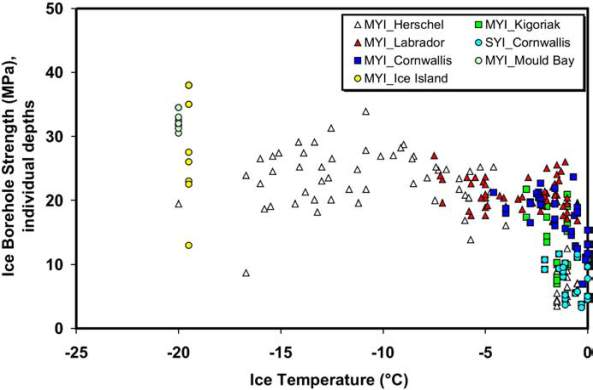 50
40
30
20
10
0
Ice Borehole Strength (MPa),
individual depths
MYI_Herschel
MYI_Kigoriak
MYI_Labrador
SYI_Cornwallis
MYI_Cornwallis
MYI_Mould Bay
MYI_Ice Island
-25
-20
-15
-10
-5
0
Ice Temperature (°C)